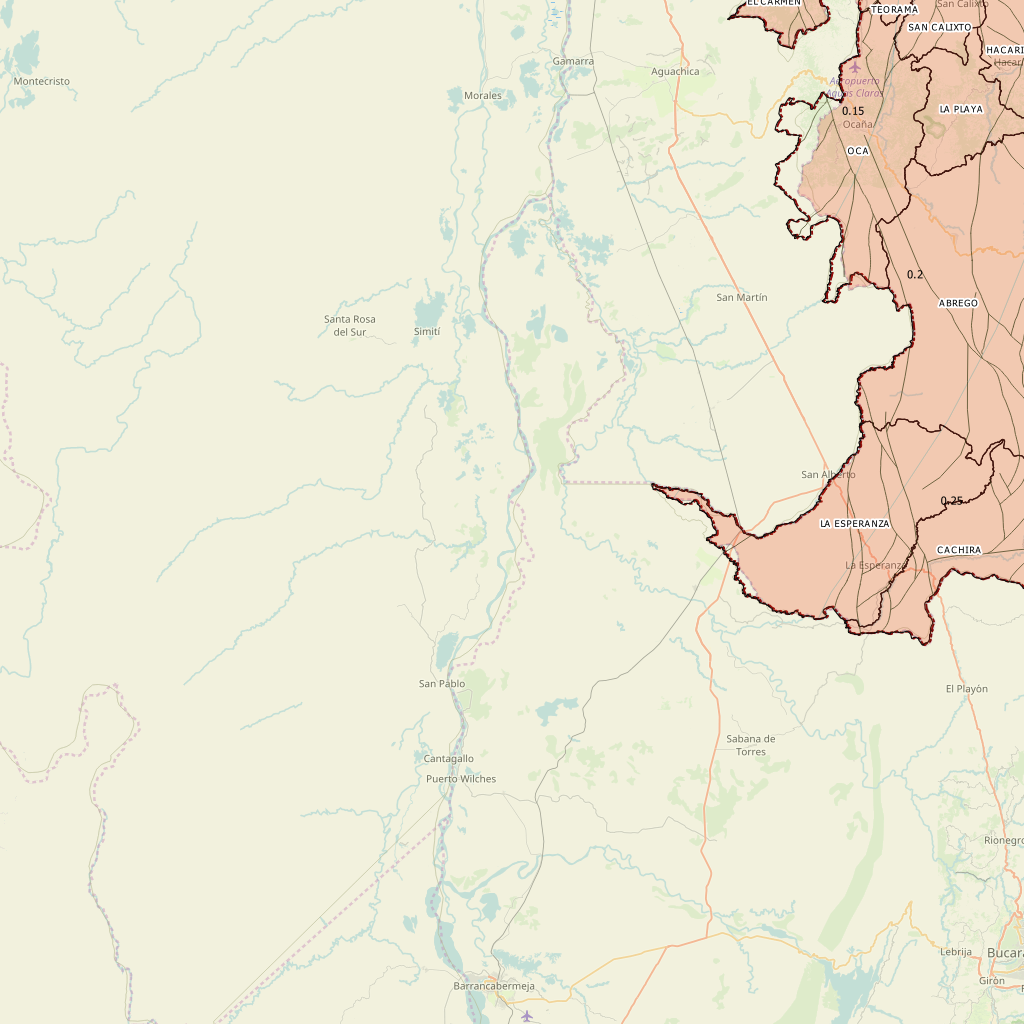 EL CARMEN
TEORAMA
San Calixto
SAN CALIXTO
HACARI
Hacarí
Gamarra
Aguachica
Montecristo
Morales
Aeropuerto
Aguas Claras
LA PLAYA
0.15
Ocaña
OCA
0.2
San Martín
ABREGO
Santa Rosa
del Sur
Simití
San Alberto
0.25
LA ESPERANZA
CACHIRA
La Esperanza
San Pablo
El Playón
Sabana de
Torres
Cantagallo
Puerto Wilches
Rionegro
Lebrija
Bucara
Girón
Barrancabermeja